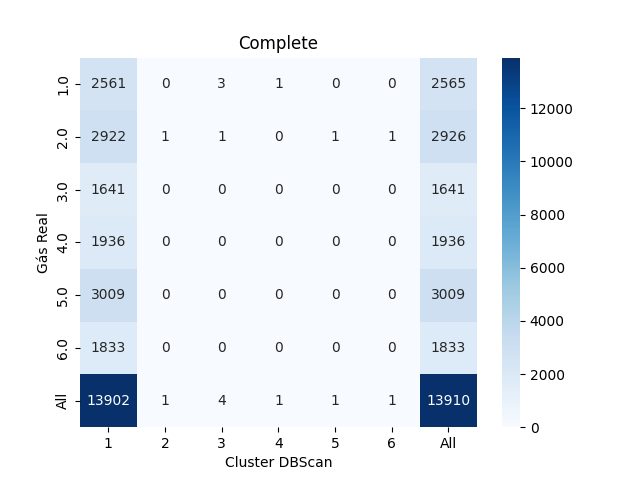 Complete
Gás Real
1.0 2561 0 3 1 0 0 2565
2.0 2922 1 1 0 1 1 2926
3.0 1641 0 0 0 0 0 1641
4.0 1936 0 0 0 0 0 1936
5.0 3009 0 0 0 0 0 3009
6.0 1833 0 0 0 0 0 1833
All 13902 1 4 1 1 1 13910
1 2 3 4 5 6 All
Cluster DBScan
12000
10000
8000
6000
4000
2000
0